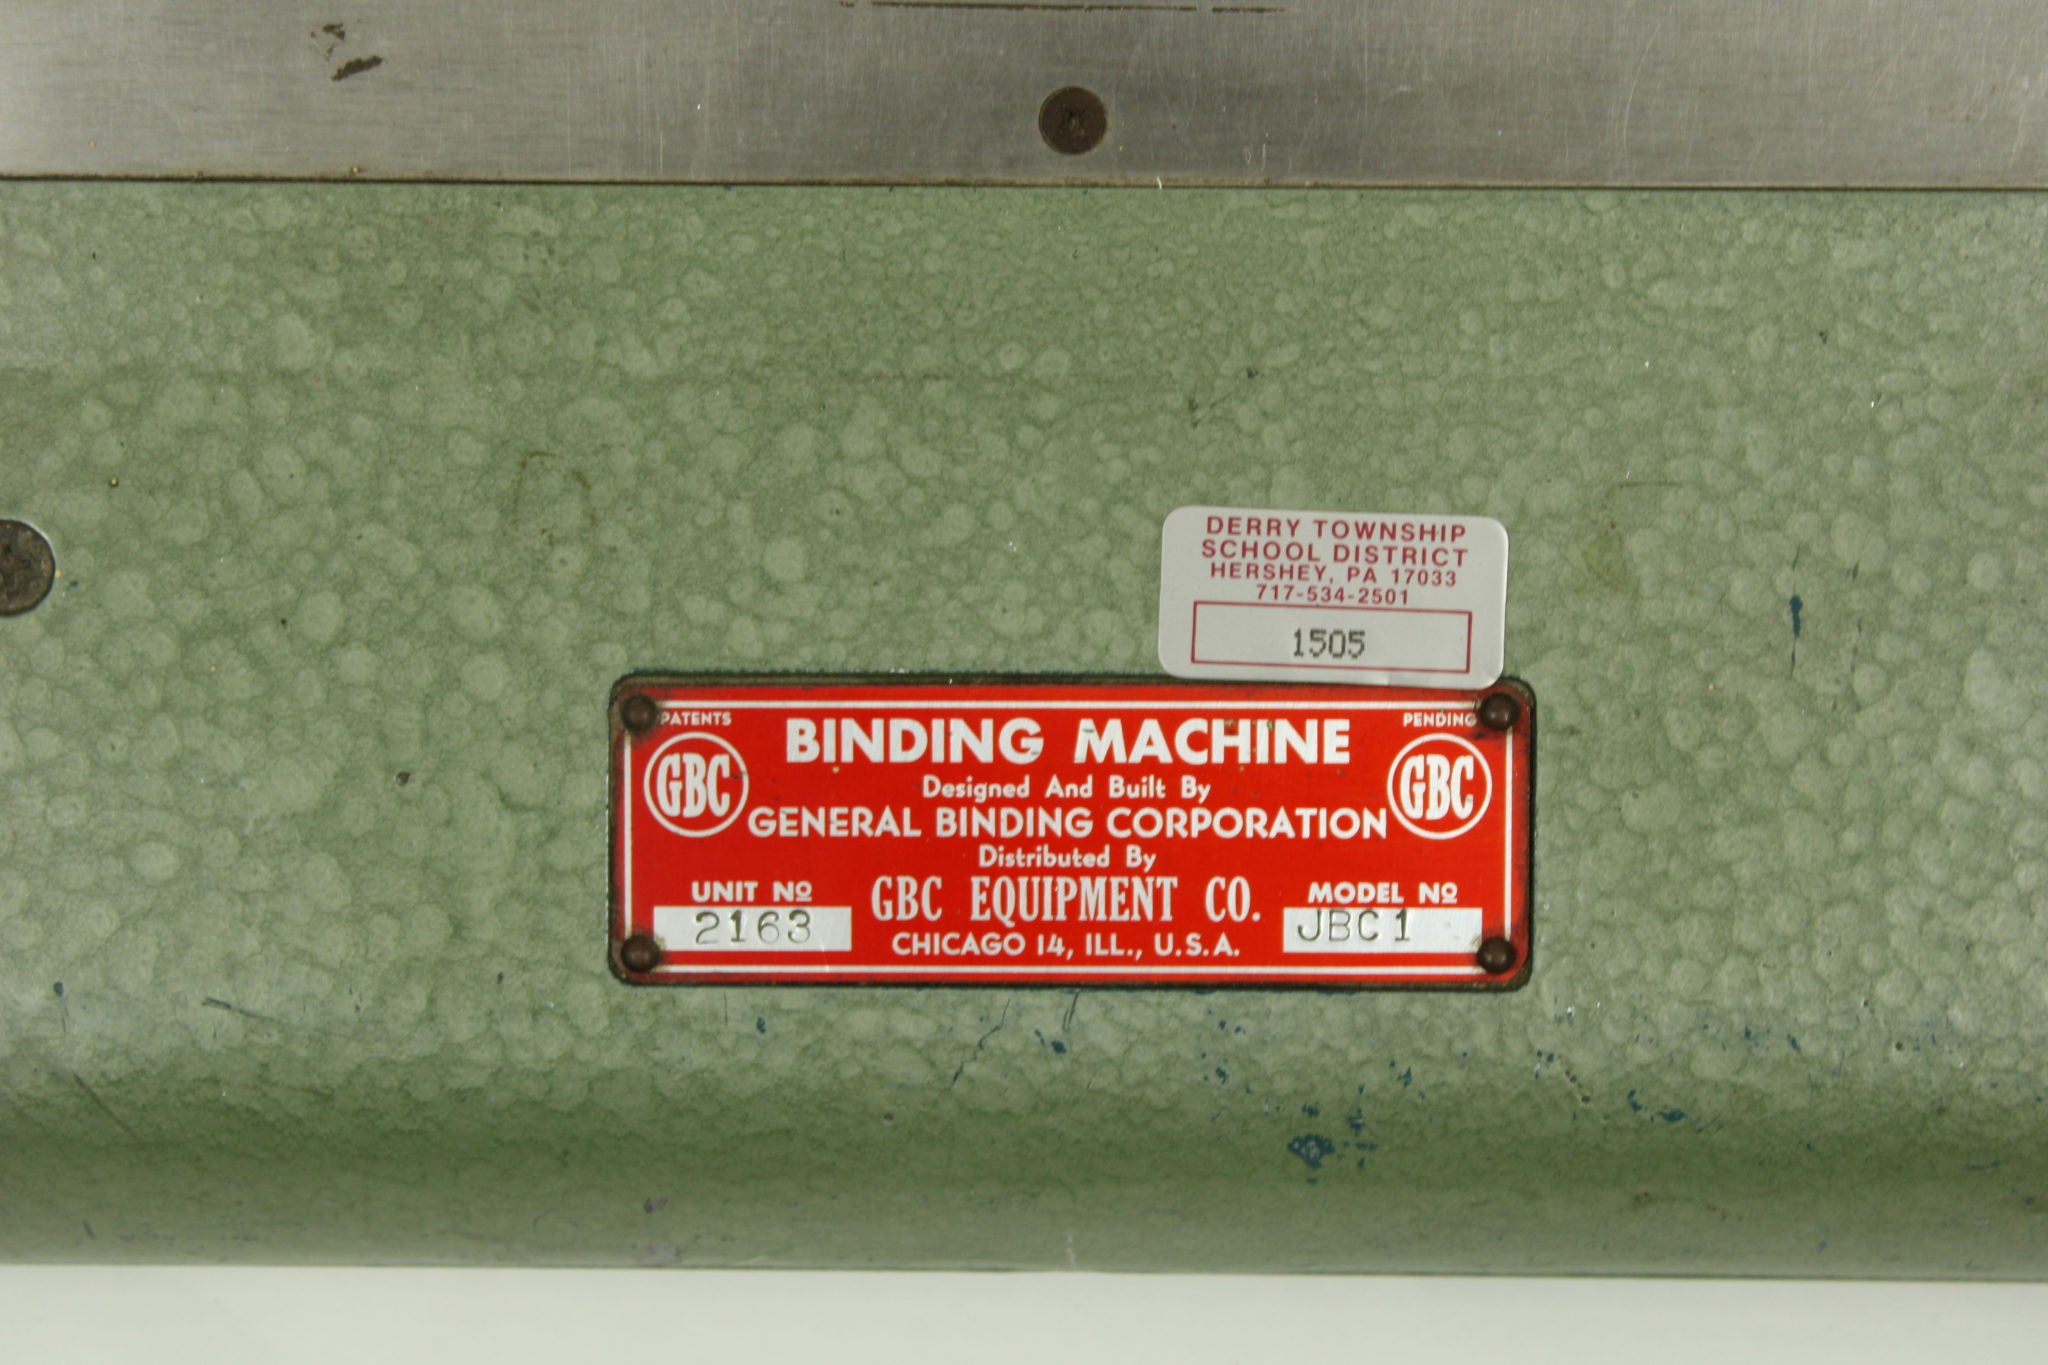 DERRY TOWNSHIP
SCHOOL DISTRICT
HERSHEY, PA 17033
717-534-2501
1505
PATENTS PENDING
BINDING MACHINE
GBC GBC
Designed And Built By
GENERAL BINDING CORPORATION
Distributed By
UNIT Nº GBC EQUIPMENT CO. MODEL Nº
2163 JBC1
CHICAGO 14, ILL., U.S.A.